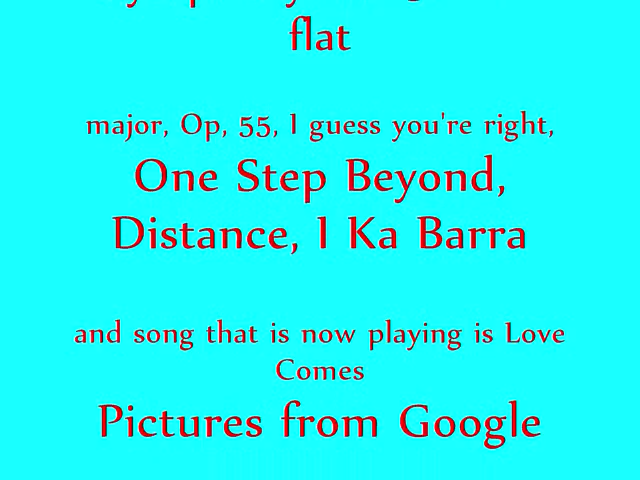 flat
major, Op, 55, I guess you're right,
One Step Beyond,
Distance, I Ka Barra
and song that is now playing is Love
Comes
Pictures from Google